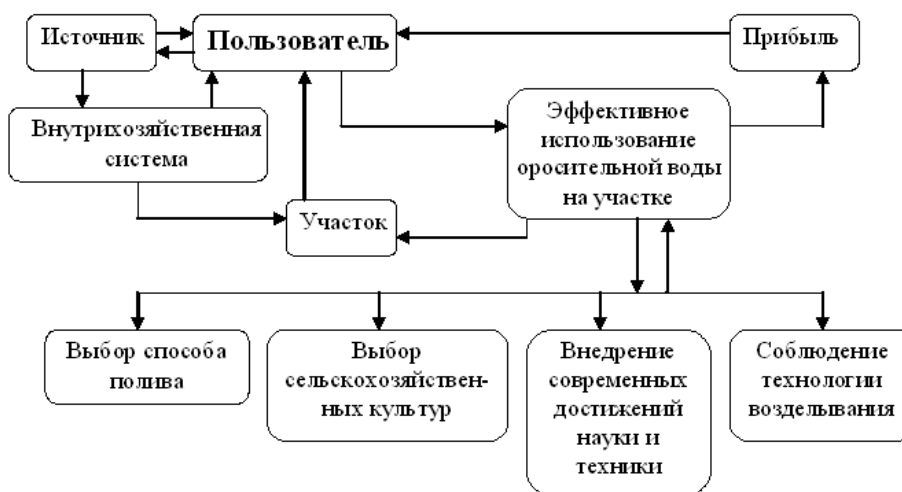 Источник
Пользователь
Прибыль
Внутрихозяйственная
система
Эффективное
использование
оросительной воды
на участке
Участок
Выбор способа
полива
Выбор
сельскохозяйствен-
ных культур
Внедрение
современных
достижений
науки и
техники
Соблюдение
технологии
возделывания